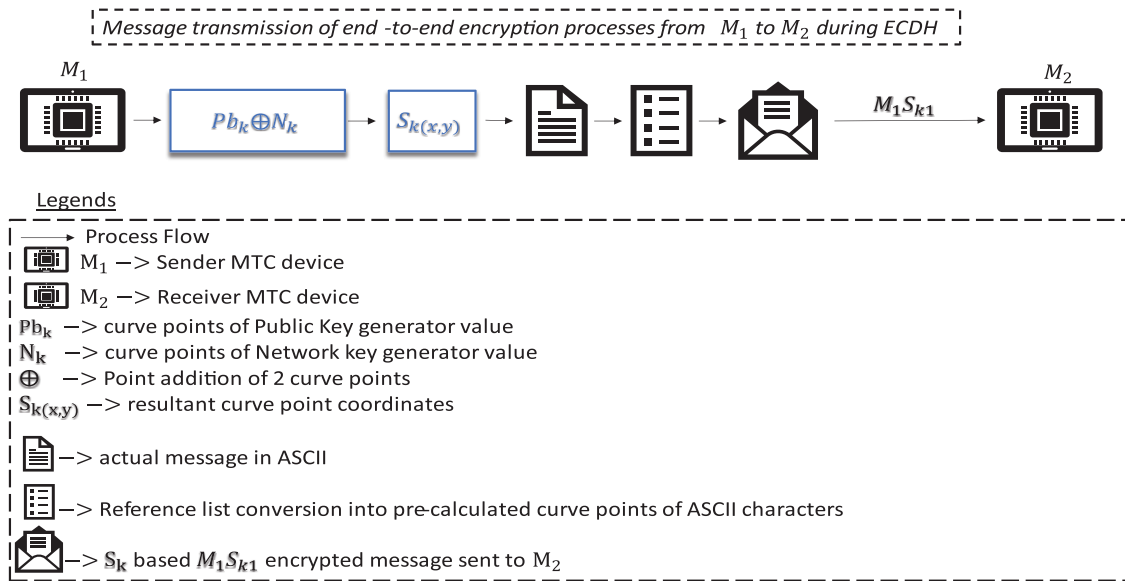 Message transmission of end -to-end encryption processes from M₁ to M₂ during ECDH
M₁
M₂
Pbₖ⊕Nₖ
Sₖ₍ₓ,ᵧ₎
M₁Sₖ₁
Legends
Process Flow
M₁ —> Sender MTC device
M₂ —> Receiver MTC device
Pbₖ —> curve points of Public Key generator value
Nₖ —> curve points of Network key generator value
⊕ —> Point addition of 2 curve points
Sₖ₍ₓ,ᵧ₎ —> resultant curve point coordinates
—> actual message in ASCII
—> Reference list conversion into pre-calculated curve points of ASCII characters
—> Sₖ based M₁Sₖ₁ encrypted message sent to M₂